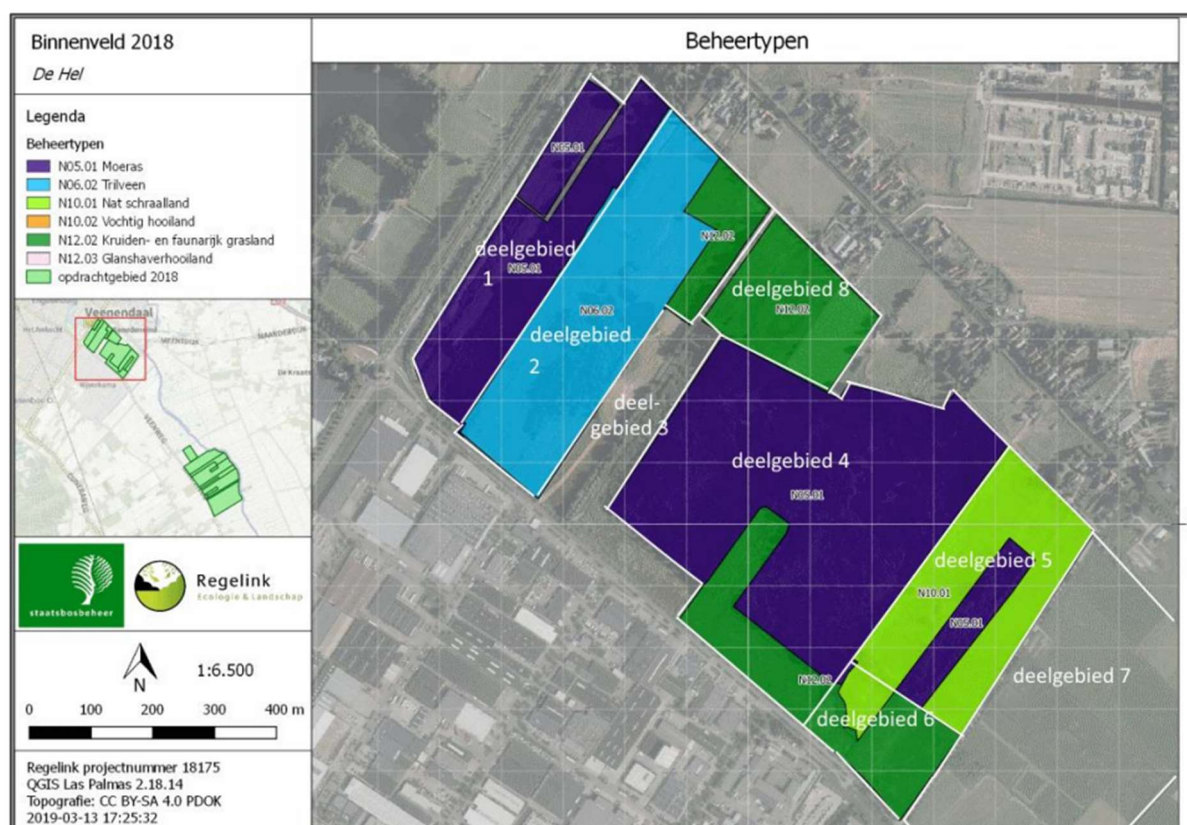 Binnenveld 2018
De Hel
Legenda
Beheertypen
N05.01 Moeras
N06.02 Trilveen
N10.01 Nat schraalland
N10.02 Vochtig hooiland
N12.02 Kruiden- en faunarijk grasland
N12.03 Glanshaverhooiland
opdrachtgebied 2018
Veenendaal
staatsbosbeheer
Regelink
Ecologie & Landschap
N
1:6.500
0 100 200 300 400 m
Regelink projectnummer 18175
QGIS Las Palmas 2.18.14
Topografie: CC BY-SA 4.0 PDOK
2019-03-13 17:25:32
Beheertypen
N05.01
deelgebied
1
N05.01
N06.02
deelgebied
2
N12.02
deelgebied 8
N12.02
deel-
gebied 3
deelgebied 4
N05.01
deelgebied 5
N10.01
N05.01
deelgebied 7
N12.02
deelgebied 6